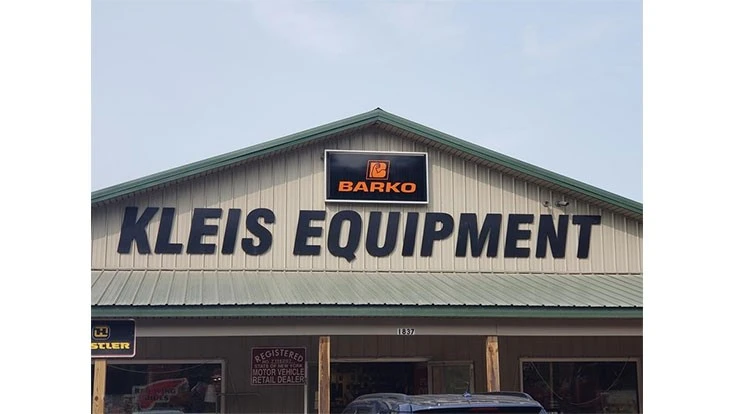 BARKO
KLEIS EQUIPMENT
1837
REGISTERED
STATE OF NEW YORK
MOTOR VEHICLE
RETAIL DEALER